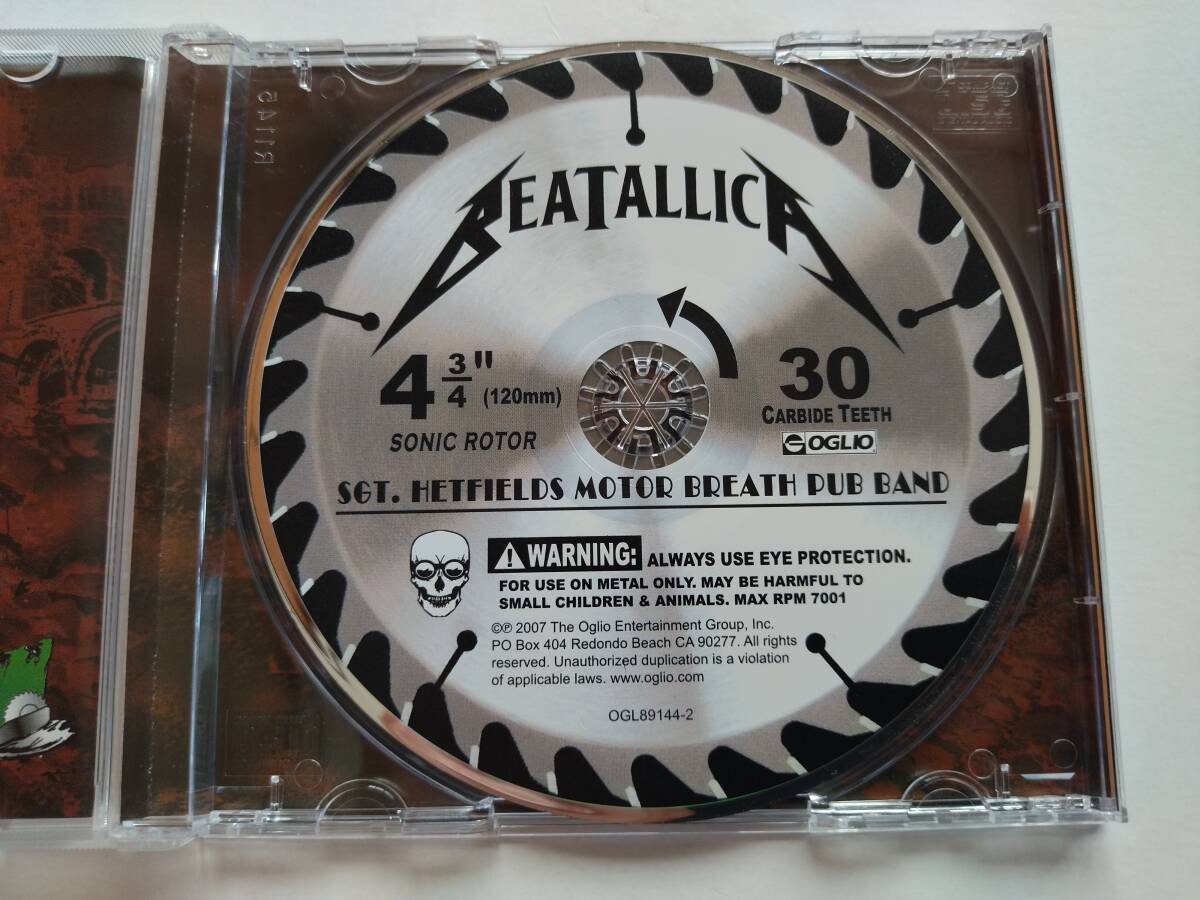 BEATALLICA
4 3/4" (120mm)
SONIC ROTOR
30
CARBIDE TEETH
OGLIO
SGT. HETFIELDS MOTOR BREATH PUB BAND
WARNING: ALWAYS USE EYE PROTECTION.
FOR USE ON METAL ONLY. MAY BE HARMFUL TO
SMALL CHILDREN & ANIMALS. MAX RPM 7001
©℗ 2007 The Oglio Entertainment Group, Inc.
PO Box 404 Redondo Beach CA 90277. All rights
reserved. Unauthorized duplication is a violation
of applicable laws. www.oglio.com
OGL89144-2